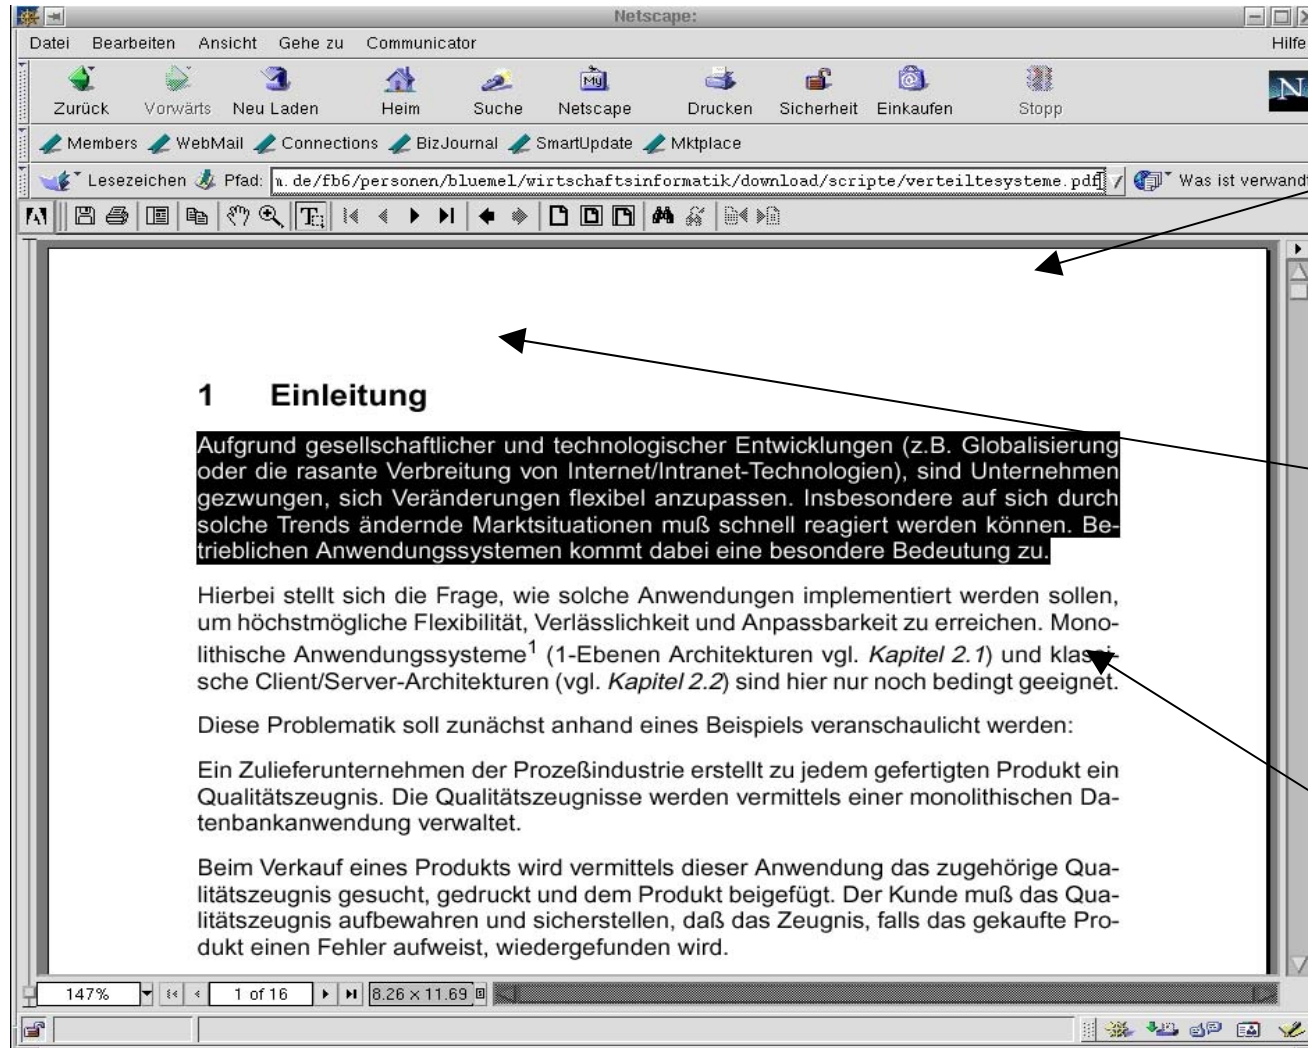 Netscape:
Datei Bearbeiten Ansicht Gehe zu Communicator Hilfe
Zurück Vorwärts Neu Laden Heim Suche Netscape Drucken Sicherheit Einkaufen Stopp
My N
Members WebMail Connections BizJournal SmartUpdate Mktplace
Lesezeichen Pfad: n.de/fb6/personen/bluemel/wirtschaftsinformatik/download/scripte/verteiltesysteme.pdf Was ist verwandt
1 Einleitung
Aufgrund gesellschaftlicher und technologischer Entwicklungen (z.B. Globalisierung
oder die rasante Verbreitung von Internet/Intranet-Technologien), sind Unternehmen
gezwungen, sich Veränderungen flexibel anzupassen. Insbesondere auf sich durch
solche Trends ändernde Marktsituationen muß schnell reagiert werden können. Be-
trieblichen Anwendungssystemen kommt dabei eine besondere Bedeutung zu.
Hierbei stellt sich die Frage, wie solche Anwendungen implementiert werden sollen,
um höchstmögliche Flexibilität, Verlässlichkeit und Anpassbarkeit zu erreichen. Mono-
lithische Anwendungssysteme1 (1-Ebenen Architekturen vgl. Kapitel 2.1) und klassi-
sche Client/Server-Architekturen (vgl. Kapitel 2.2) sind hier nur noch bedingt geeignet.
Diese Problematik soll zunächst anhand eines Beispiels veranschaulicht werden:
Ein Zulieferunternehmen der Prozeßindustrie erstellt zu jedem gefertigten Produkt ein
Qualitätszeugnis. Die Qualitätszeugnisse werden vermittels einer monolithischen Da-
tenbankanwendung verwaltet.
Beim Verkauf eines Produkts wird vermittels dieser Anwendung das zugehörige Qua-
litätszeugnis gesucht, gedruckt und dem Produkt beigefügt. Der Kunde muß das Qua-
litätszeugnis aufbewahren und sicherstellen, daß das Zeugnis, falls das gekaufte Pro-
dukt einen Fehler aufweist, wiedergefunden wird.
147% 1 of 16 8.26 × 11.69